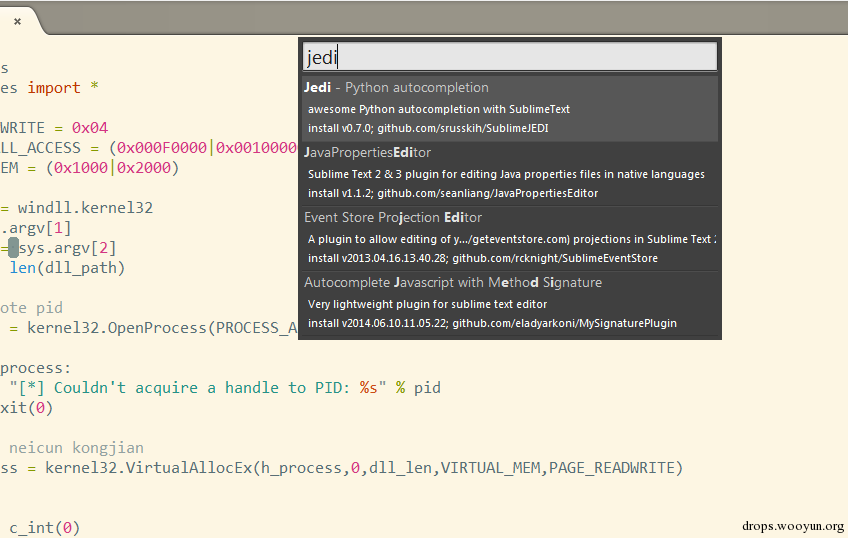 ×
jedi
Jedi - Python autocompletion
awesome Python autocompletion with SublimeText
install v0.7.0; github.com/srusskih/SublimeJEDI
JavaPropertiesEditor
Sublime Text 2 & 3 plugin for editing Java properties files in native languages
install v1.1.2; github.com/seanliang/JavaPropertiesEditor
Event Store Projection Editor
A plugin to allow editing of y.../geteventstore.com) projections in Sublime Text 2
install v2013.04.16.13.40.28; github.com/rcknight/SublimeEventStore
Autocomplete Javascript with Method Signature
Very lightweight plugin for sublime text editor
install v2014.06.10.11.05.22; github.com/eladyarkoni/MySignaturePlugin
s
es import *
WRITE = 0x04
LL_ACCESS = (0x000F0000|0x0010000
EM = (0x1000|0x2000)
= windll.kernel32
.argv[1]
= sys.argv[2]
len(dll_path)
ote pid
= kernel32.OpenProcess(PROCESS_A
process:
"[*] Couldn't acquire a handle to PID: %s" % pid
xit(0)
neicun kongjian
ss = kernel32.VirtualAllocEx(h_process,0,dll_len,VIRTUAL_MEM,PAGE_READWRITE)
c_int(0)
drops.wooyun.org